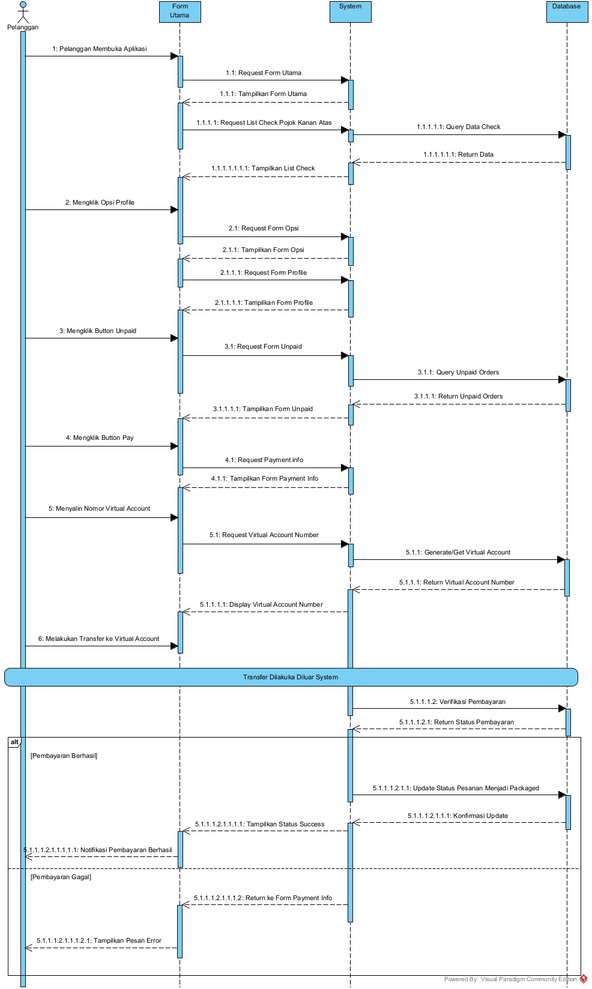 Form
Utama
System
Database
Pelanggan
1: Pelanggan Membuka Aplikasi
1.1: Request Form Utama
1.1.1: Tampilkan Form Utama
1.1.1.1: Request List Check Pojok Kanan Atas
1.1.1.1.1: Query Data Check
1.1.1.1.1.1: Return Data
1.1.1.1.1.1.1: Tampilkan List Check
2: Mengklik Opsi Profile
2.1: Request Form Opsi
2.1.1: Tampilkan Form Opsi
2.1.1.1: Request Form Profile
2.1.1.1.1: Tampilkan Form Profile
3: Mengklik Button Unpaid
3.1: Request Form Unpaid
3.1.1: Query Unpaid Orders
3.1.1.1: Return Unpaid Orders
3.1.1.1.1: Tampilkan Form Unpaid
4: Mengklik Button Pay
4.1: Request Payment info
4.1.1: Tampilkan Form Payment Info
5: Menyalin Nomor Virtual Account
5.1: Request Virtual Account Number
5.1.1: Generate/Get Virtual Account
5.1.1.1: Return Virtual Account Number
5.1.1.1.1: Display Virtual Account Number
6: Melakukan Transfer ke Virtual Account
Transfer Dilakuka Diluar System
5.1.1.1.2: Verifikasi Pembayaran
5.1.1.1.2.1: Return Status Pembayaran
alt
[Pembayaran Berhasil]
5.1.1.1.2.1.1: Update Status Pesanan Menjadi Packaged
5.1.1.1.2.1.1.1: Konfirmasi Update
5.1.1.1.2.1.1.1.1: Tampilkan Status Success
5.1.1.1.2.1.1.1.1.1: Notifikasi Pembayaran Berhasil
[Pembayaran Gagal]
5.1.1.1.2.1.1.1.2: Return ke Form Payment Info
5.1.1.1.2.1.1.1.2.1: Tampilkan Pesan Error
Powered By Visual Paradigm Community Edition